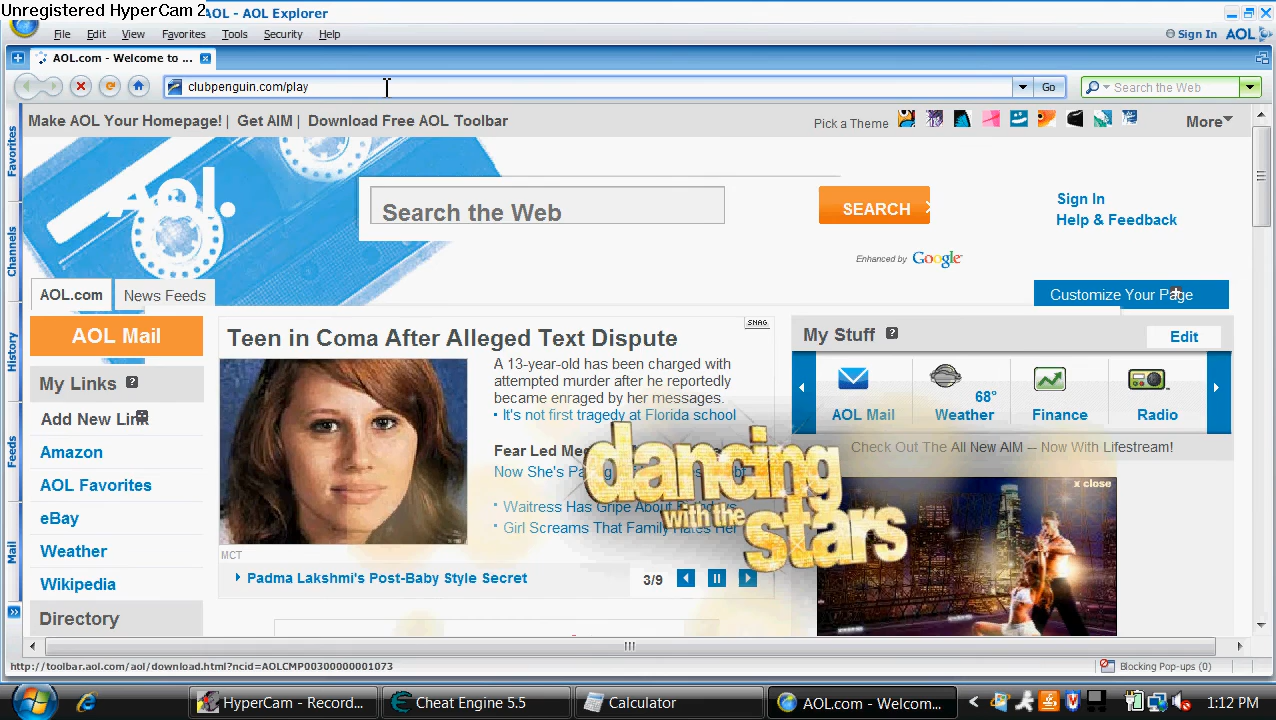 Unregistered HyperCam 2
AOL - AOL Explorer
File Edit View Favorites Tools Security Help
Sign In AOL
AOL.com - Welcome to ...
clubpenguin.com/play
Go
Search the Web
Favorites
Channels
History
Feeds
Mail
Make AOL Your Homepage! | Get AIM | Download Free AOL Toolbar
Pick a Theme
More
Aol.
Search the Web
SEARCH
Sign In
Help & Feedback
Enhanced by Google
AOL.com
News Feeds
Customize Your Page
AOL Mail
My Links ?
Add New Link
Amazon
AOL Favorites
eBay
Weather
Wikipedia
Directory
Teen in Coma After Alleged Text Dispute
SNAG
A 13-year-old has been charged with
attempted murder after he reportedly
became enraged by her messages.
It's not first tragedy at Florida school
Fear Led
Now She's
Waitress Has Gripe About
Girl Screams That Family Hates Her
MCT
Padma Lakshmi's Post-Baby Style Secret
3/9
My Stuff ?
Edit
AOL Mail
68°
Weather
Finance
Radio
Check Out The All New AIM -- Now With Lifestream!
x close
dancing
with the
stars
http://toolbar.aol.com/aol/download.html?ncid=AOLCMP00300000001073
Blocking Pop-ups (0)
HyperCam - Record...
Cheat Engine 5.5
Calculator
AOL.com - Welcom...
1:12 PM